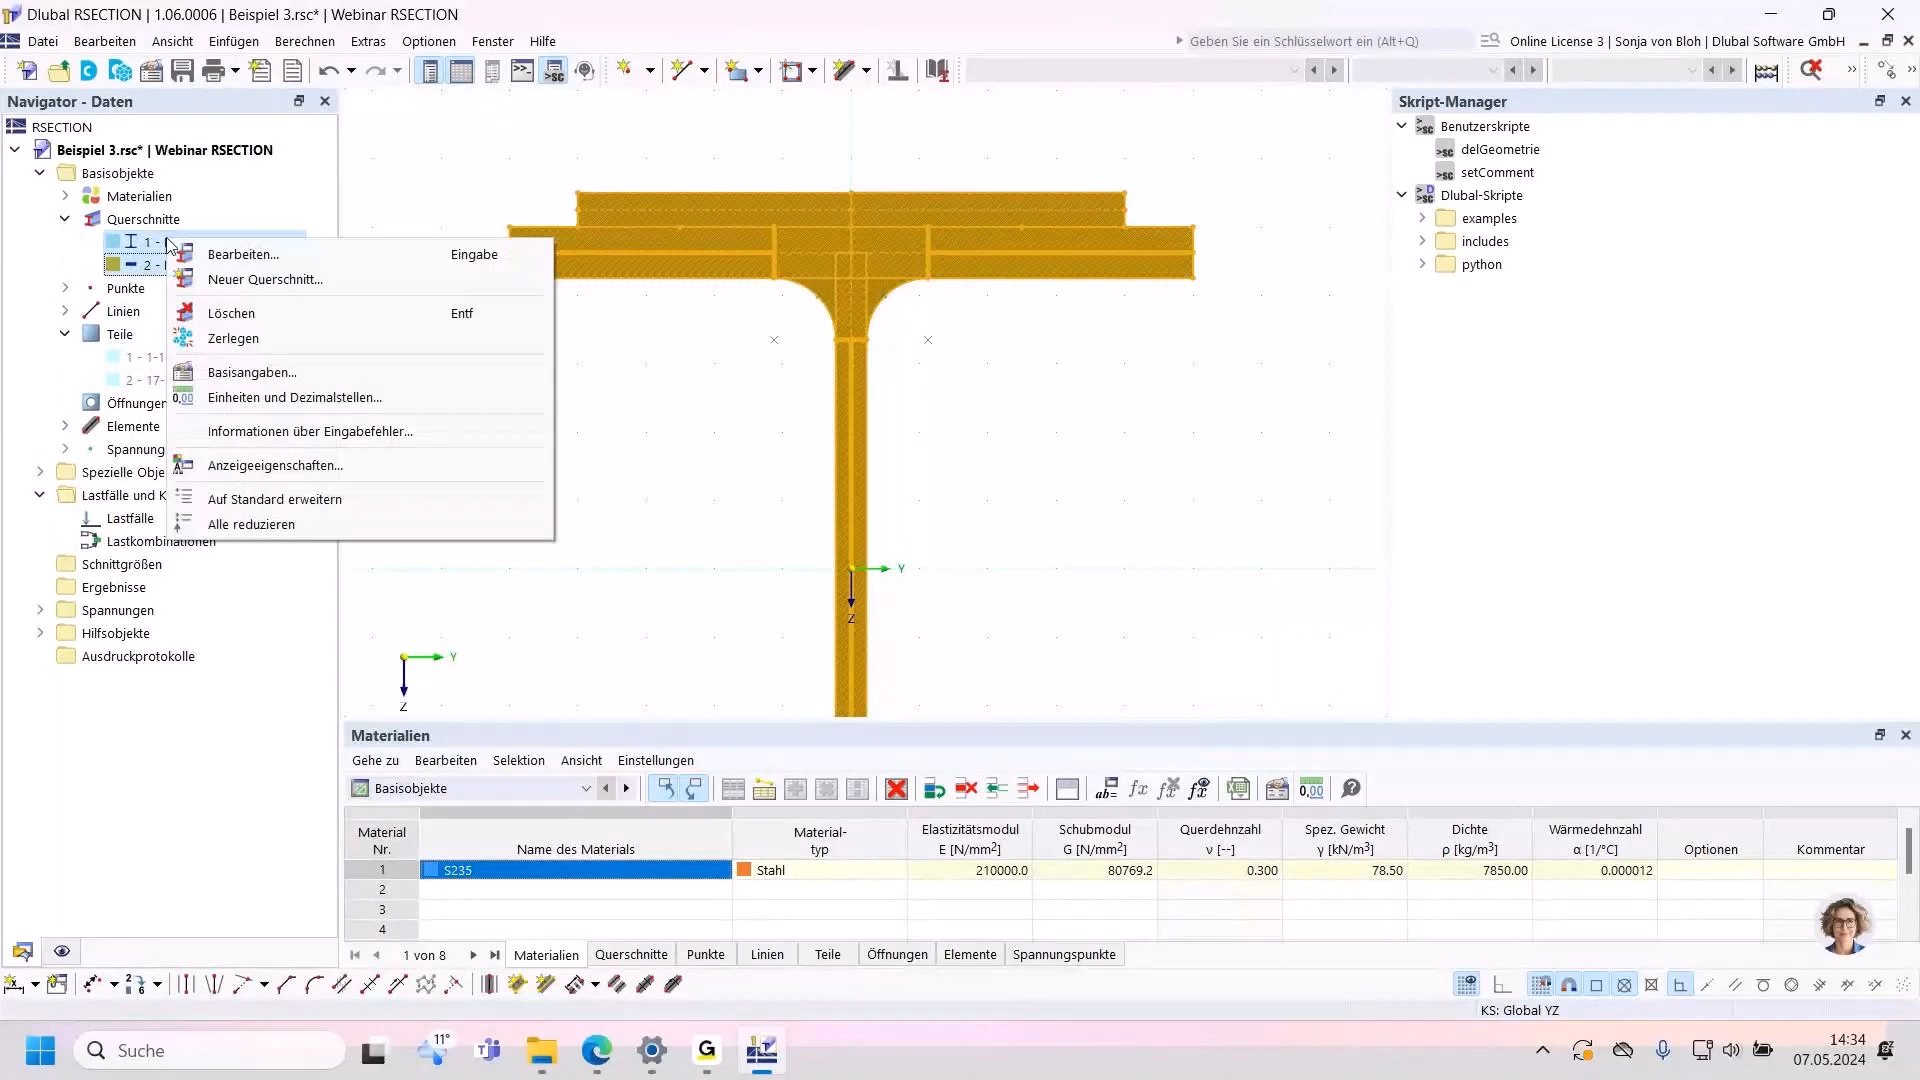 Dlubal RSECTION | 1.06.0006 | Beispiel 3.rsc* | Webinar RSECTION
Datei Bearbeiten Ansicht Einfügen Berechnen Extras Optionen Fenster Hilfe
Geben Sie ein Schlüsselwort ein (Alt+Q)
Online License 3 | Sonja von Bloh | Dlubal Software GmbH
Navigator - Daten
RSECTION
Beispiel 3.rsc* | Webinar RSECTION
Basisobjekte
Materialien
Querschnitte
1 -
2 -
Punkte
Linien
Teile
1 - 1-1
2 - 17-
Öffnungen
Elemente
Spannung
Spezielle Obje
Lastfälle und K
Lastfälle
Lastkombinationen
Schnittgrößen
Ergebnisse
Spannungen
Hilfsobjekte
Ausdruckprotokolle
Bearbeiten... Eingabe
Neuer Querschnitt...
Löschen Entf
Zerlegen
Basisangaben...
Einheiten und Dezimalstellen...
Informationen über Eingabefehler...
Anzeigeeigenschaften...
Auf Standard erweitern
Alle reduzieren
Y
Z
Y
Z
Skript-Manager
Benutzerskripte
delGeometrie
setComment
Dlubal-Skripte
examples
includes
python
Materialien
Gehe zu Bearbeiten Selektion Ansicht Einstellungen
Basisobjekte
Material Nr.
Name des Materials
Material-typ
Elastizitätsmodul E [N/mm²]
Schubmodul G [N/mm²]
Querdehnzahl ν [--]
Spez. Gewicht γ [kN/m³]
Dichte ρ [kg/m³]
Wärmedehnzahl α [1/°C]
Optionen
Kommentar
1 S235 Stahl 210000.0 80769.2 0.300 78.50 7850.00 0.000012
2
3
4
1 von 8 Materialien Querschnitte Punkte Linien Teile Öffnungen Elemente Spannungspunkte
KS: Global YZ
Suche
11°
14:34
07.05.2024